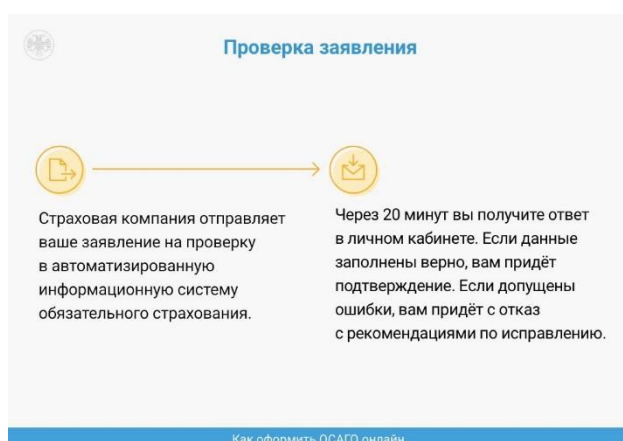 Проверка заявления
Страховая компания отправляет
ваше заявление на проверку
в автоматизированную
информационную систему
обязательного страхования.
Через 20 минут вы получите ответ
в личном кабинете. Если данные
заполнены верно, вам придёт
подтверждение. Если допущены
ошибки, вам придёт с отказ
с рекомендациями по исправлению.
Как оформить ОСАГО онлайн